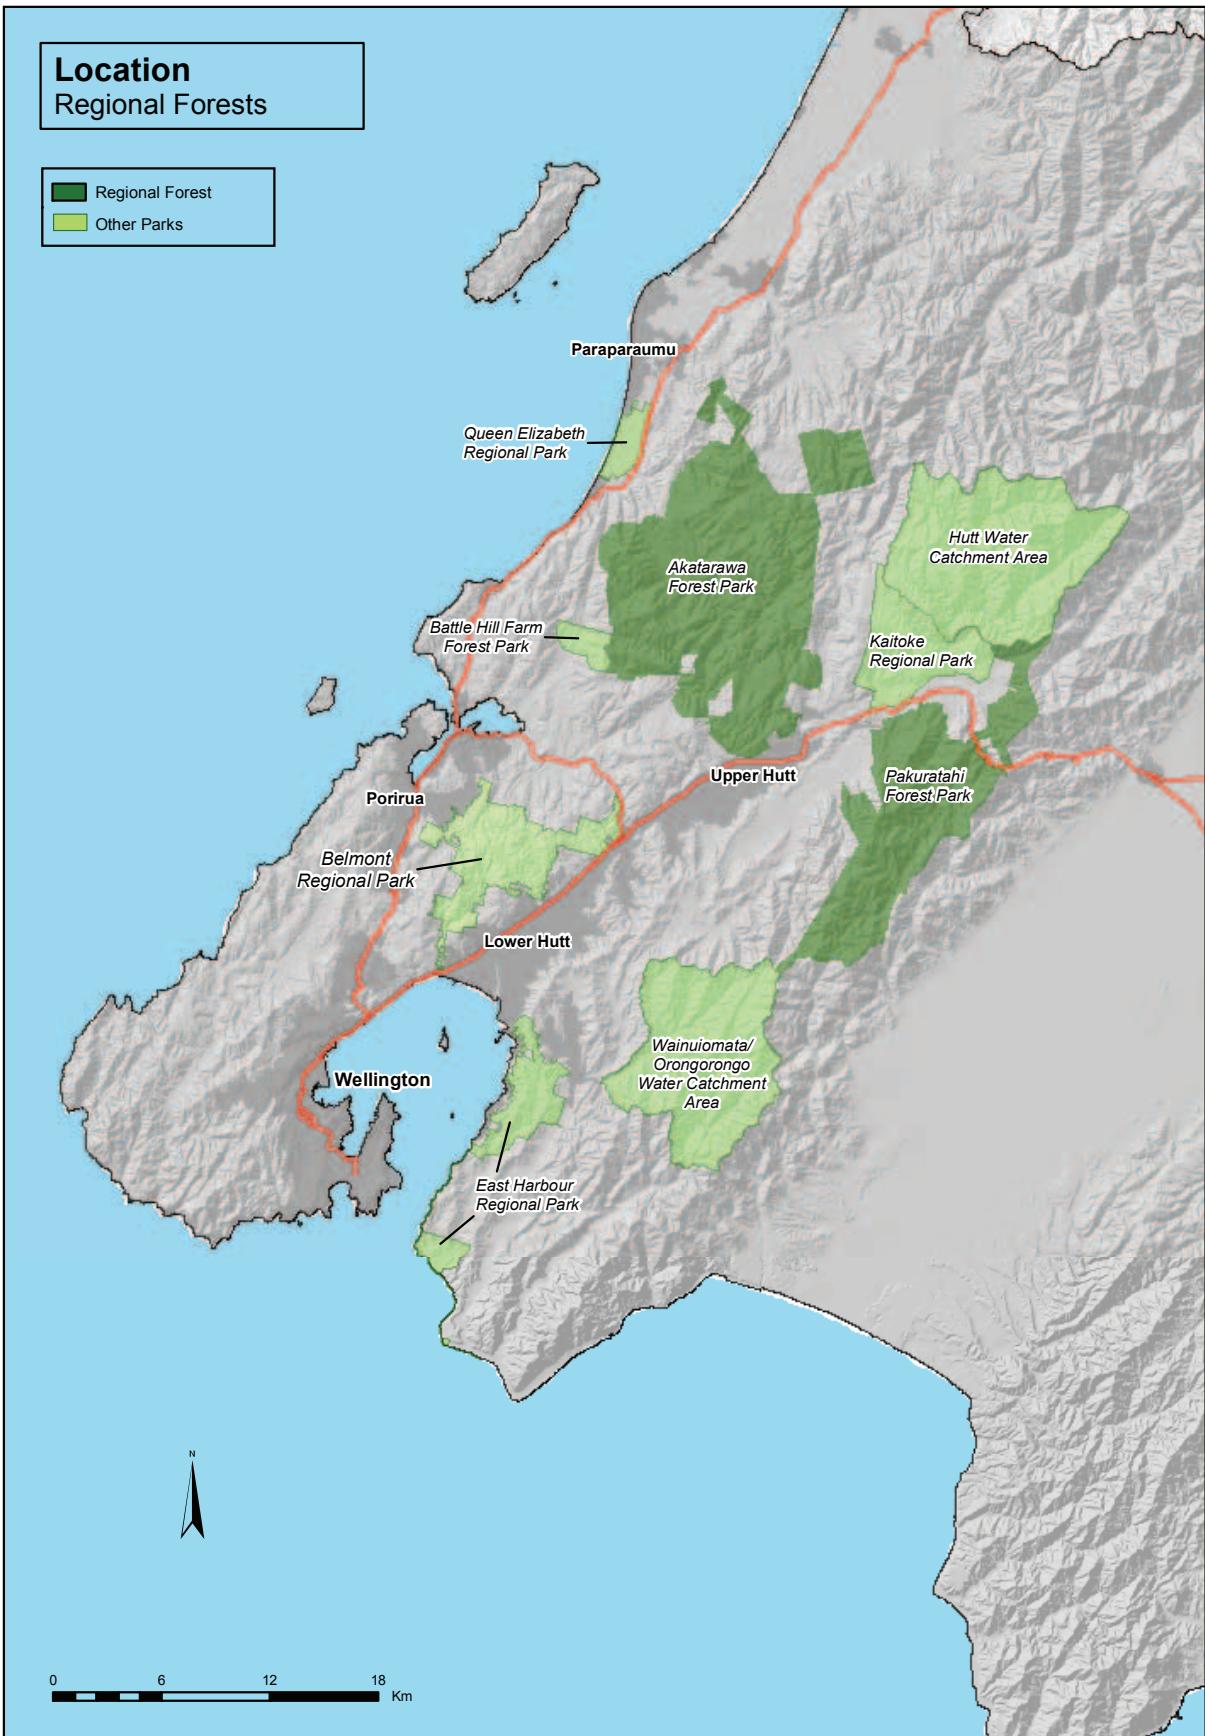 Location
Regional Forests
Regional Forest
Other Parks
Paraparaumu
Queen Elizabeth
Regional Park
Hutt Water
Catchment Area
Akatarawa
Forest Park
Battle Hill Farm
Forest Park
Kaitoke
Regional Park
Upper Hutt
Pakuratahi
Forest Park
Porirua
Belmont
Regional Park
Lower Hutt
Wainuiomata/
Orongorongo
Water Catchment
Area
Wellington
East Harbour
Regional Park
N
0 6 12 18
Km